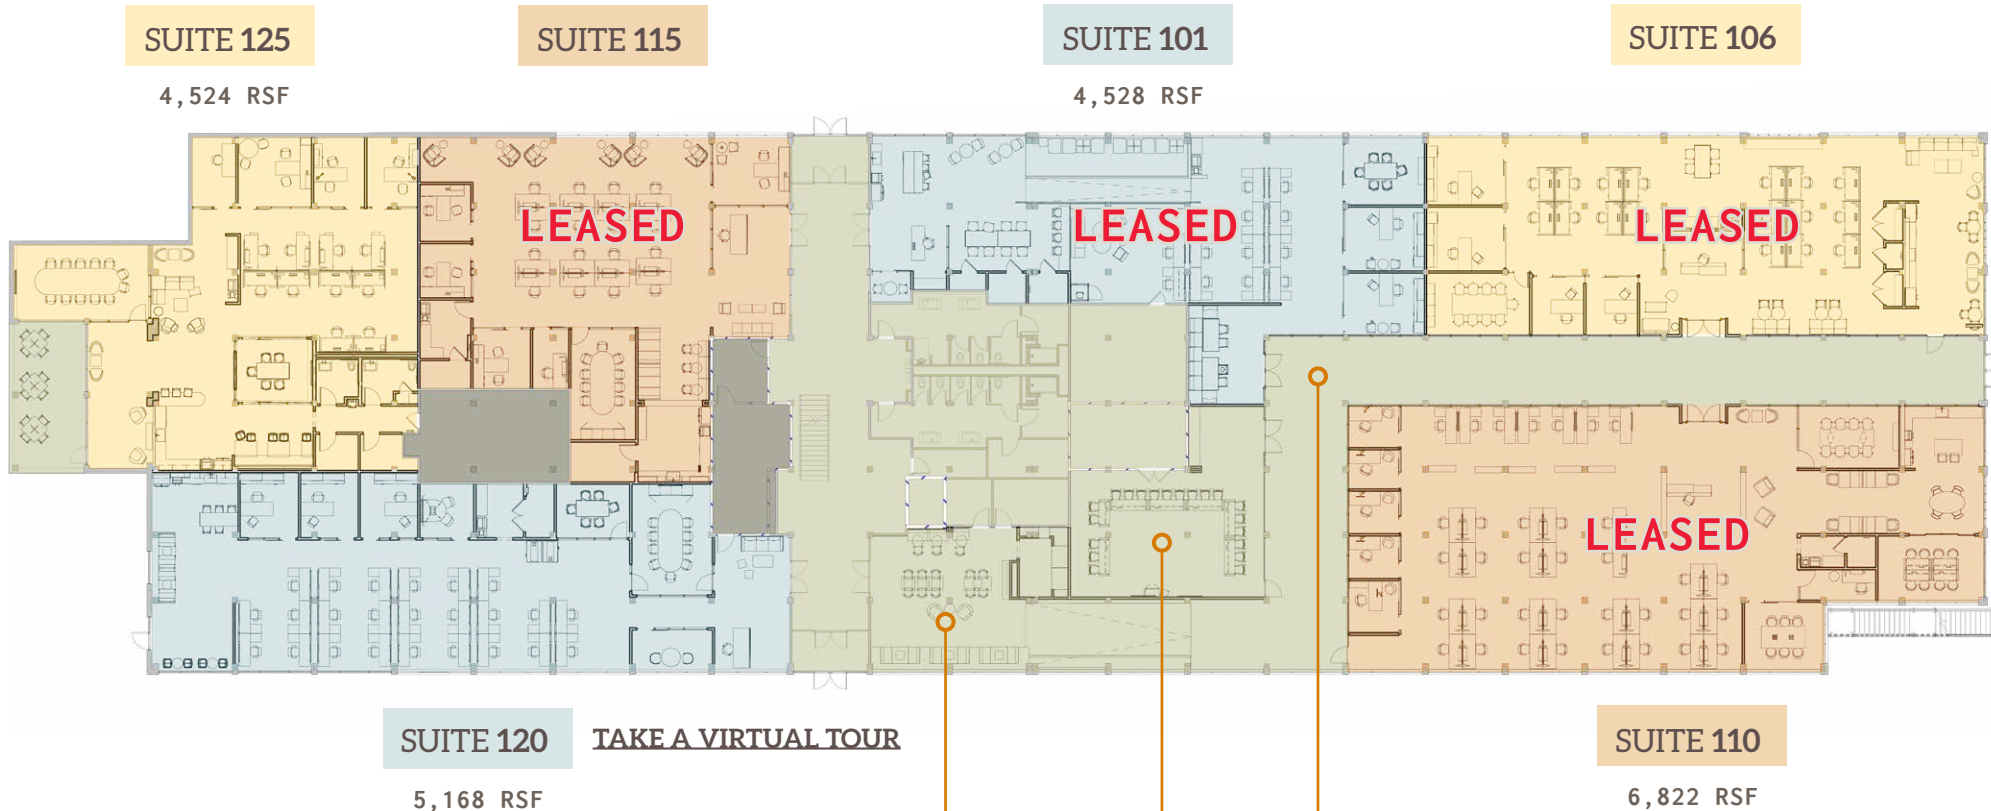 SUITE 125
SUITE 115
SUITE 101
SUITE 106
4,524 RSF
4,528 RSF
LEASED
LEASED
LEASED
LEASED
SUITE 120
TAKE A VIRTUAL TOUR
SUITE 110
5,168 RSF
6,822 RSF